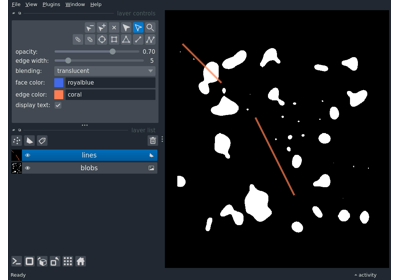 File View Plugins Window Help
layer controls
opacity: 0.70
edge width: 5
blending: translucent
face color: royalblue
edge color: coral
display text:
layer list
lines
blobs
Ready
activity